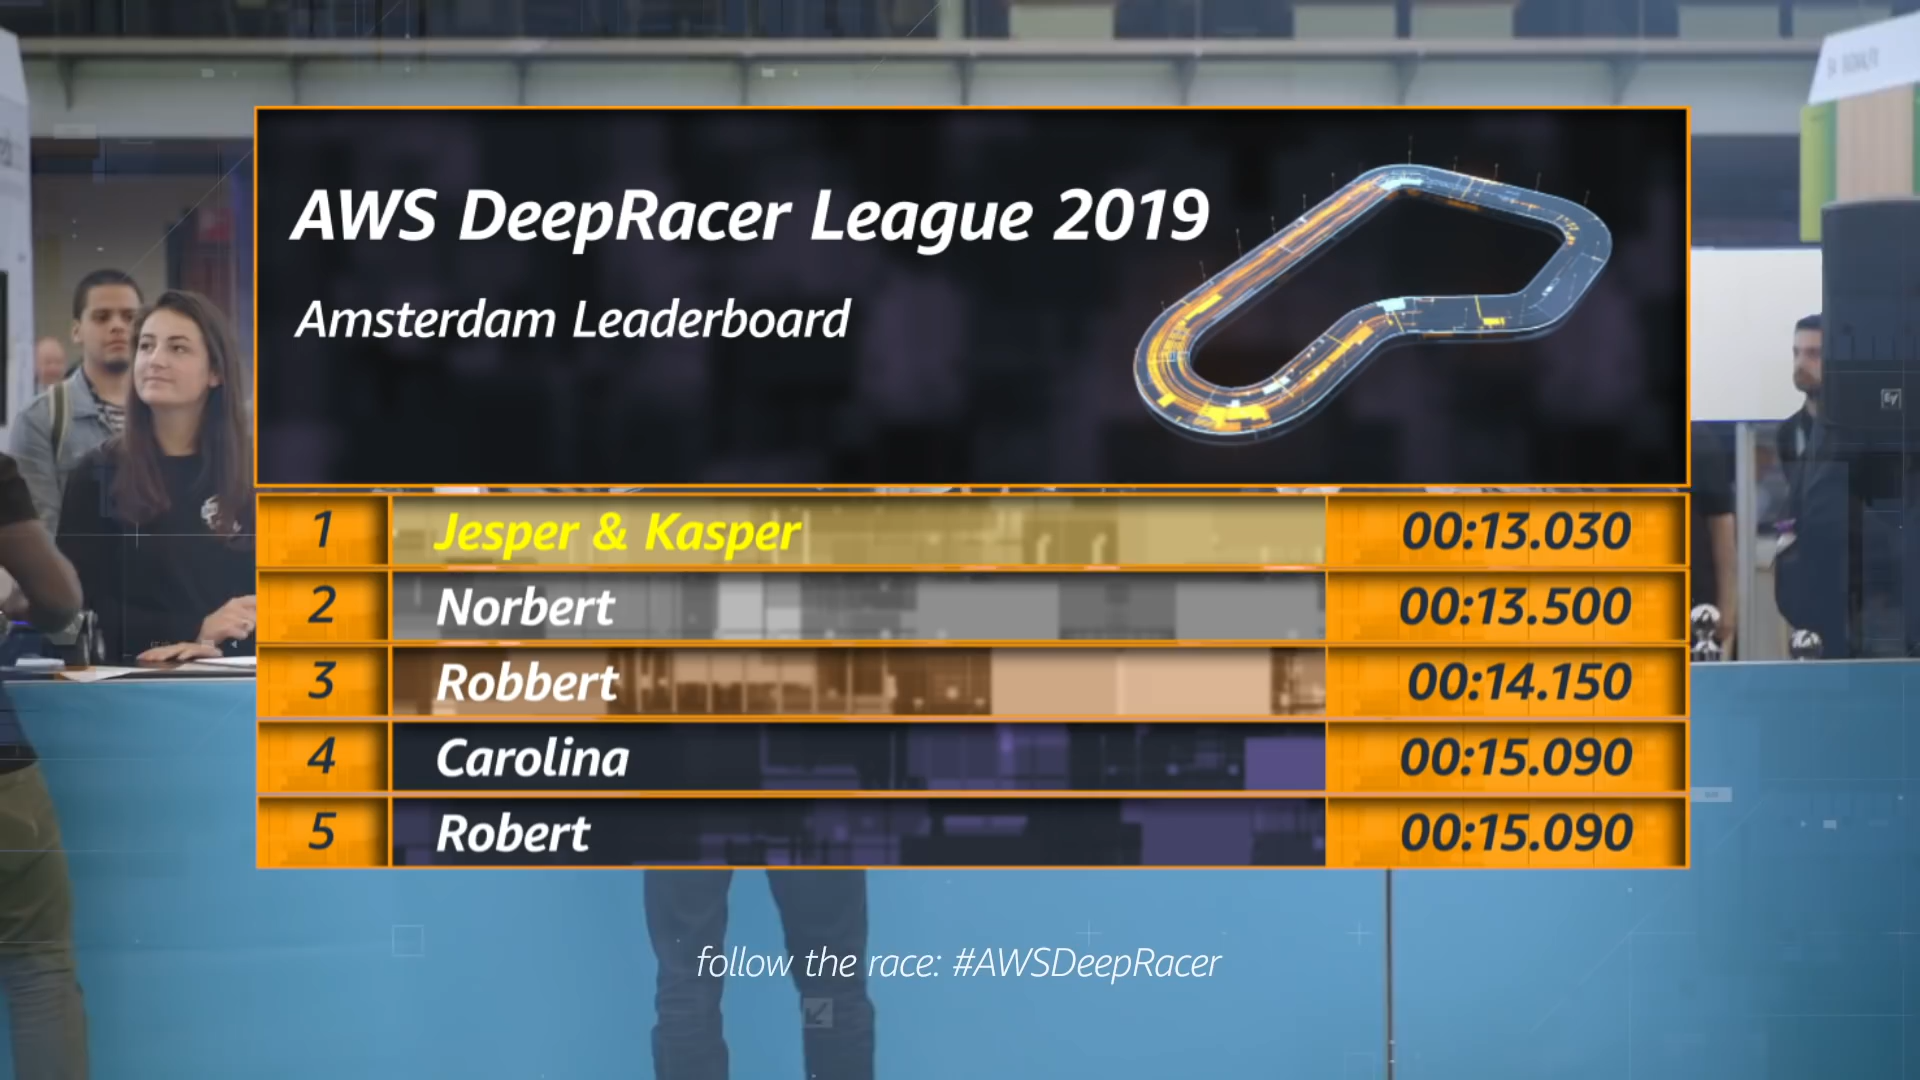 AWS DeepRacer League 2019
Amsterdam Leaderboard
1 Jesper & Kasper 00:13.030
2 Norbert 00:13.500
3 Robbert 00:14.150
4 Carolina 00:15.090
5 Robert 00:15.090
follow the race: #AWSDeepRacer